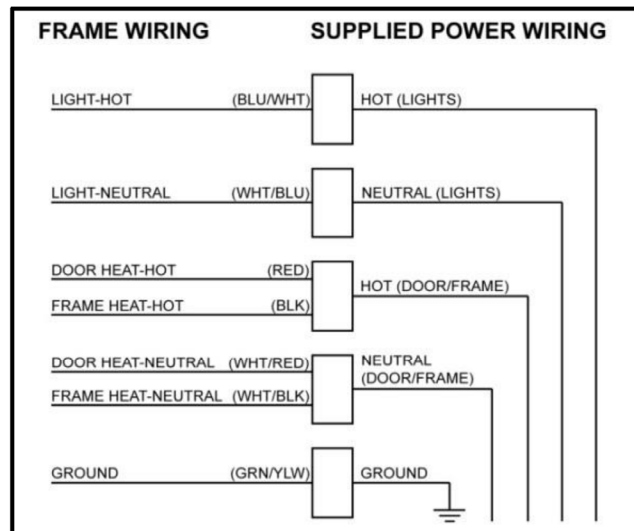 FRAME WIRING SUPPLIED POWER WIRING
LIGHT-HOT (BLU/WHT) HOT (LIGHTS)
LIGHT-NEUTRAL (WHT/BLU) NEUTRAL (LIGHTS)
DOOR HEAT-HOT (RED)
FRAME HEAT-HOT (BLK)
HOT (DOOR/FRAME)
DOOR HEAT-NEUTRAL (WHT/RED)
FRAME HEAT-NEUTRAL (WHT/BLK)
NEUTRAL
(DOOR/FRAME)
GROUND (GRN/YLW) GROUND